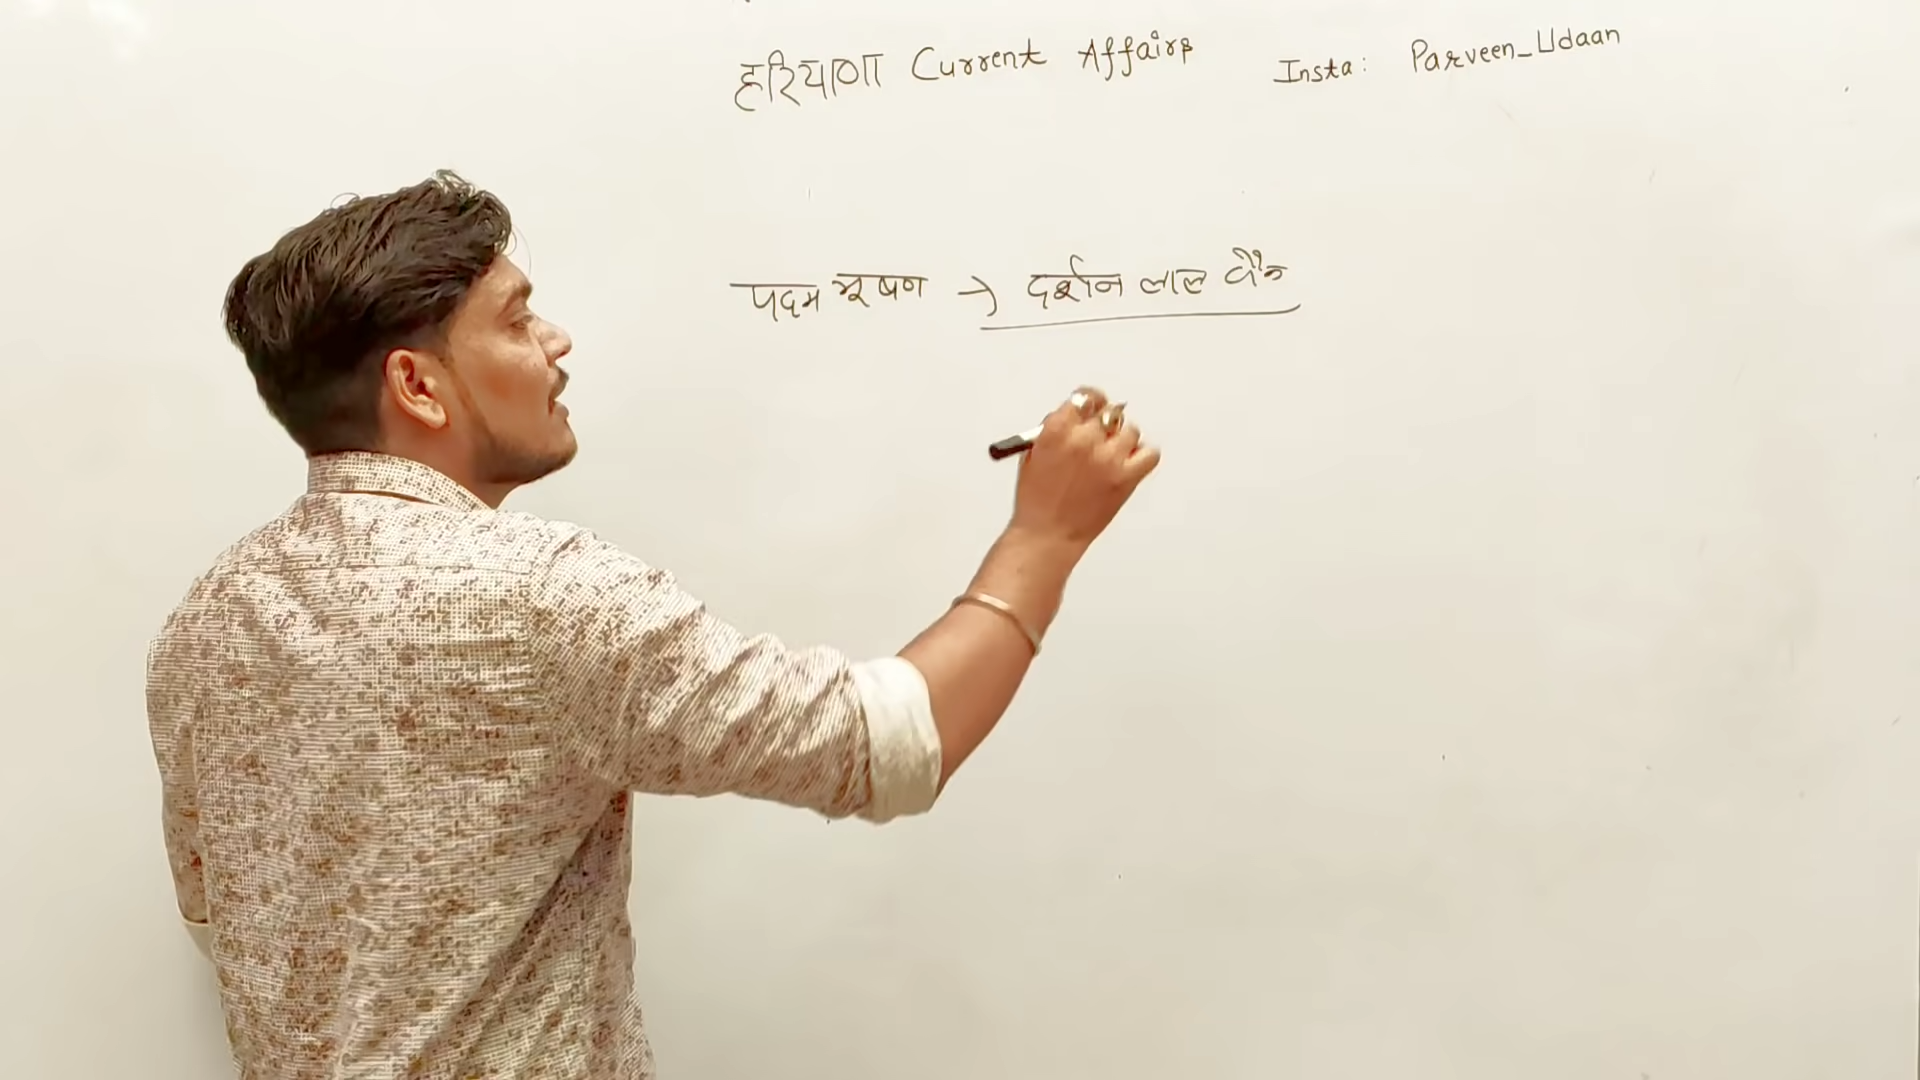 हरियाणा Current Affairs Insta: Parveen_Udaan
पदम भूषण → दर्शन लाल